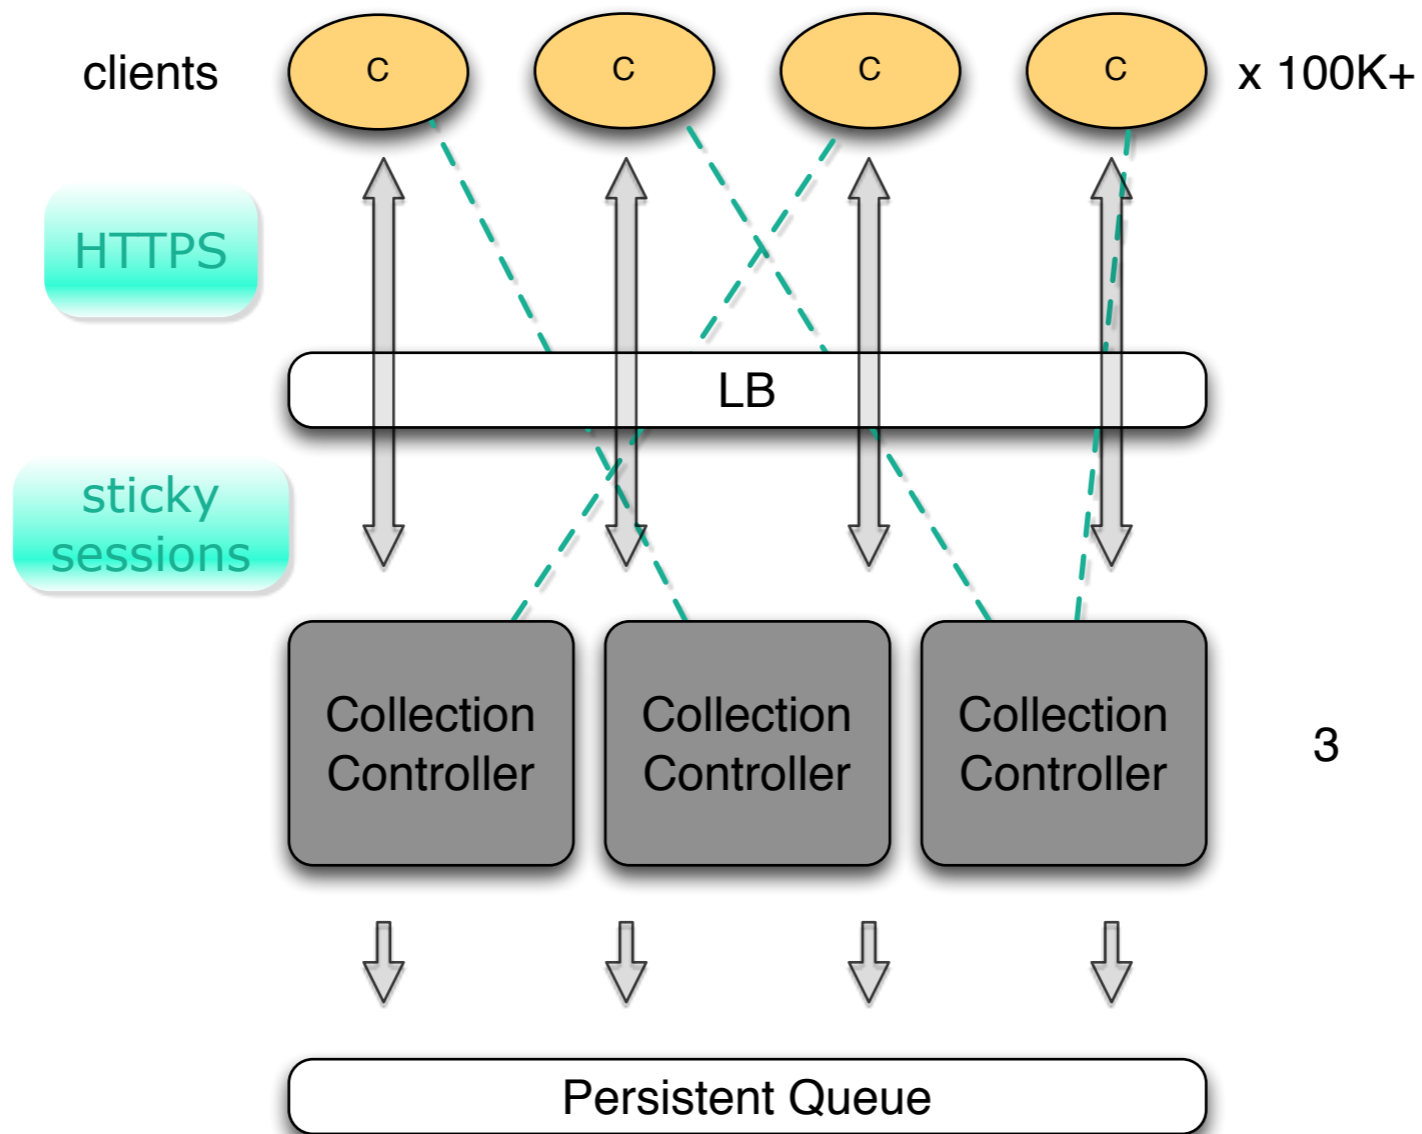 clients
C
C
C
C
x 100K+
HTTPS
LB
sticky
sessions
Collection
Controller
Collection
Controller
Collection
Controller
3
Persistent Queue